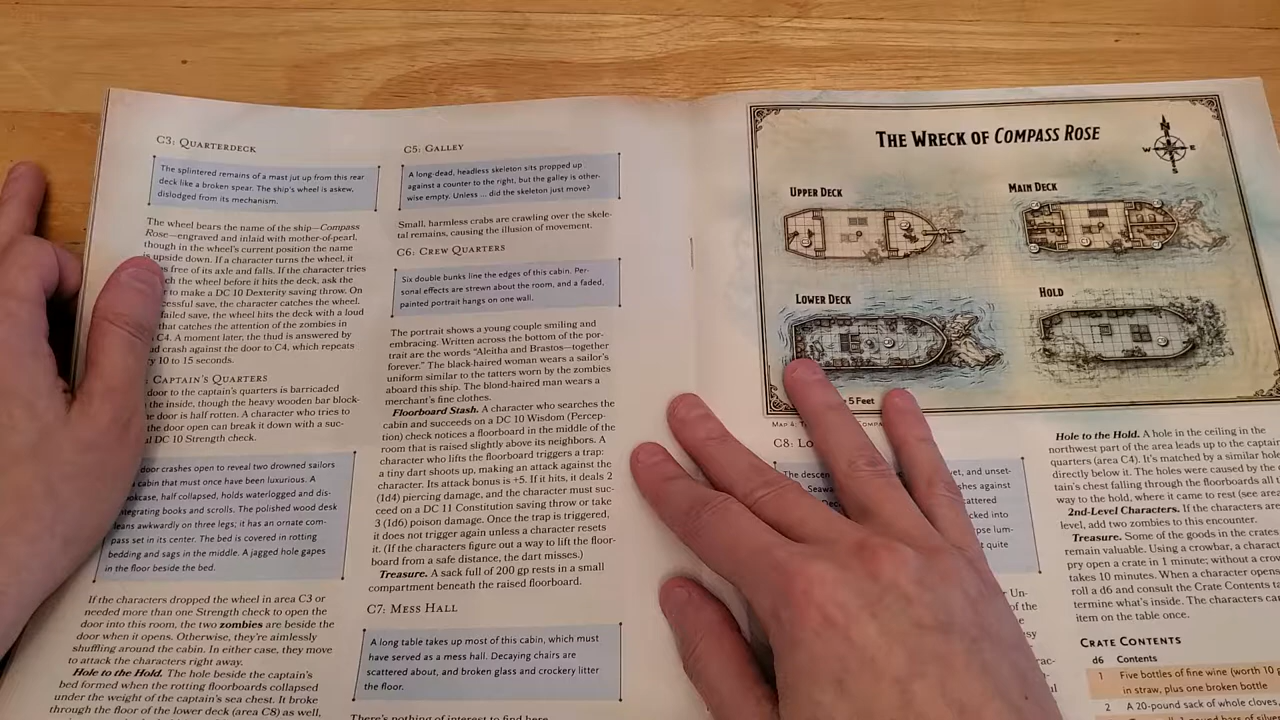 C3: QUARTERDECK
The splintered remains of a mast jut up from this rear
deck like a broken spear. The ship's wheel is askew,
dislodged from its mechanism.
The wheel bears the name of the ship—Compass
Rose—engraved and inlaid with mother-of-pearl,
though in the wheel's current position the name
upside down. If a character turns the wheel, it
free of its axle and falls. If the character tries
the wheel before it hits the deck, ask the
to make a DC 10 Dexterity saving throw. On
save, the character catches the wheel.
save, the wheel hits the deck with a loud
that catches the attention of the zombies in
C4. A moment later, the thud is answered by
crash against the door to C4, which repeats
10 to 15 seconds.
CAPTAIN'S QUARTERS
door to the captain's quarters is barricaded
the inside, though the heavy wooden bar block-
door is half rotten. A character who tries to
the door open can break it down with a suc-
DC 10 Strength check.
door crashes open to reveal two drowned sailors
cabin that must have once been luxurious. A
half collapsed, holds waterlogged and dis-
books and scrolls. The polished wood desk
leans awkwardly on three legs; it has an ornate com-
pass set in its center. The bed is covered in rotting
bedding and sags in the middle. A jagged hole gapes
in the floor beside the bed.
If the characters dropped the wheel in area C3 or
needed more than one Strength check to open the
door into this room, the two zombies are beside the
door when it opens. Otherwise, they're aimlessly
shuffling around the cabin. In either case, they move
to attack the characters right away.
Hole to the Hold. The hole beside the captain's
bed formed when the rotting floorboards collapsed
under the weight of the captain's sea chest. It broke
through the floor of the lower deck (area C8) as well,
C5: GALLEY
A long-dead, headless skeleton sits propped up
against a counter to the right, but the galley is other-
wise empty. Unless ... did the skeleton just move?
Small, harmless crabs are crawling over the skele-
tal remains, causing the illusion of movement.
C6: CREW QUARTERS
Six double bunks line the edges of this cabin. Per-
sonal effects are strewn about the room, and a faded,
painted portrait hangs on one wall.
The portrait shows a young couple smiling and
embracing. Written across the bottom of the por-
trait are the words "Aleitha and Brastos—together
forever." The black-haired woman wears a sailor's
uniform similar to the tatters worn by the zombies
aboard this ship. The blond-haired man wears a
merchant's fine clothes.
Floorboard Stash. A character who searches the
cabin and succeeds on a DC 10 Wisdom (Percep-
tion) check notices a floorboard in the middle of the
room that is raised slightly above its neighbors. A
character who lifts the floorboard triggers a trap:
a tiny dart shoots up, making an attack against the
character. Its attack bonus is +5. If it hits, it deals 2
(1d4) piercing damage, and the character must suc-
ceed on a DC 11 Constitution saving throw or take
3 (1d6) poison damage. Once the trap is triggered,
it does not trigger again unless a character resets
it. (If the characters figure out a way to lift the floor-
board from a safe distance, the dart misses.)
Treasure. A sack full of 200 gp rests in a small
compartment beneath the raised floorboard.
C7: MESS HALL
A long table takes up most of this cabin, which must
have served as a mess hall. Decaying chairs are
scattered about, and broken glass and crockery litter
the floor.
There's nothing of interest to find here
THE WRECK OF COMPASS ROSE
N
W E
S
UPPER DECK
MAIN DECK
LOWER DECK
HOLD
5 FEET
MAP 4:
C8:
The
Hole to the Hold. A hole in the ceiling in the
northwest part of the area leads up to the captain
quarters (area C4). It's matched by a similar hole
directly below it. The holes were caused by the
tain's chest falling through the floorboards all
way to the hold, where it came to rest (see area
2nd-Level Characters. If the characters are
level, add two zombies to this encounter.
Treasure. Some of the goods in the crates
remain valuable. Using a crowbar, a charact
pry open a crate in 1 minute; without a crow
takes 10 minutes. When a character opens
roll a d6 and consult the Crate Contents ta
termine what's inside. The characters can
item on the table once.
CRATE CONTENTS
d6 Contents
1 Five bottles of fine wine (worth 10
in straw, plus one broken bottle
2 A 20-pound sack of whole cloves